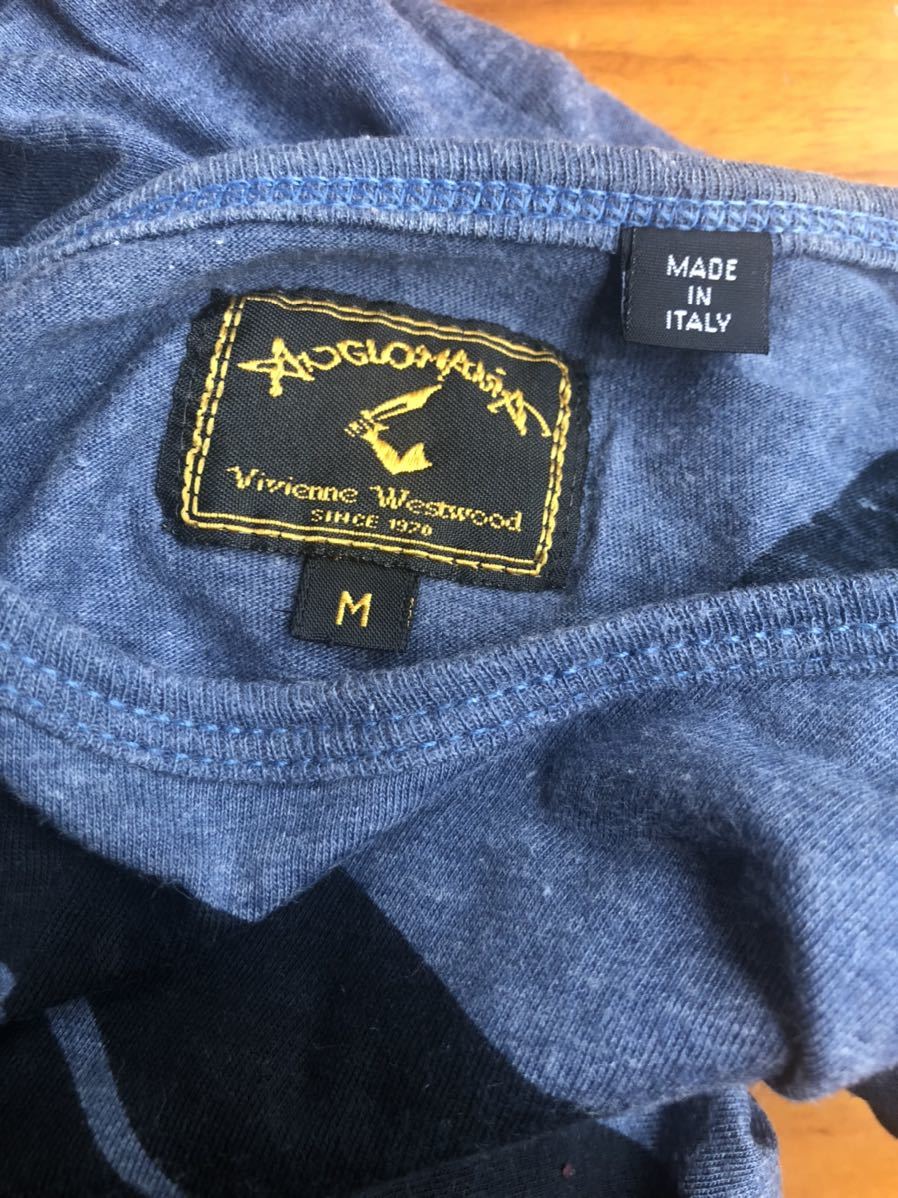 ANGLOMANIA
Vivienne Westwood
SINCE 1970
M
MADE
IN
ITALY